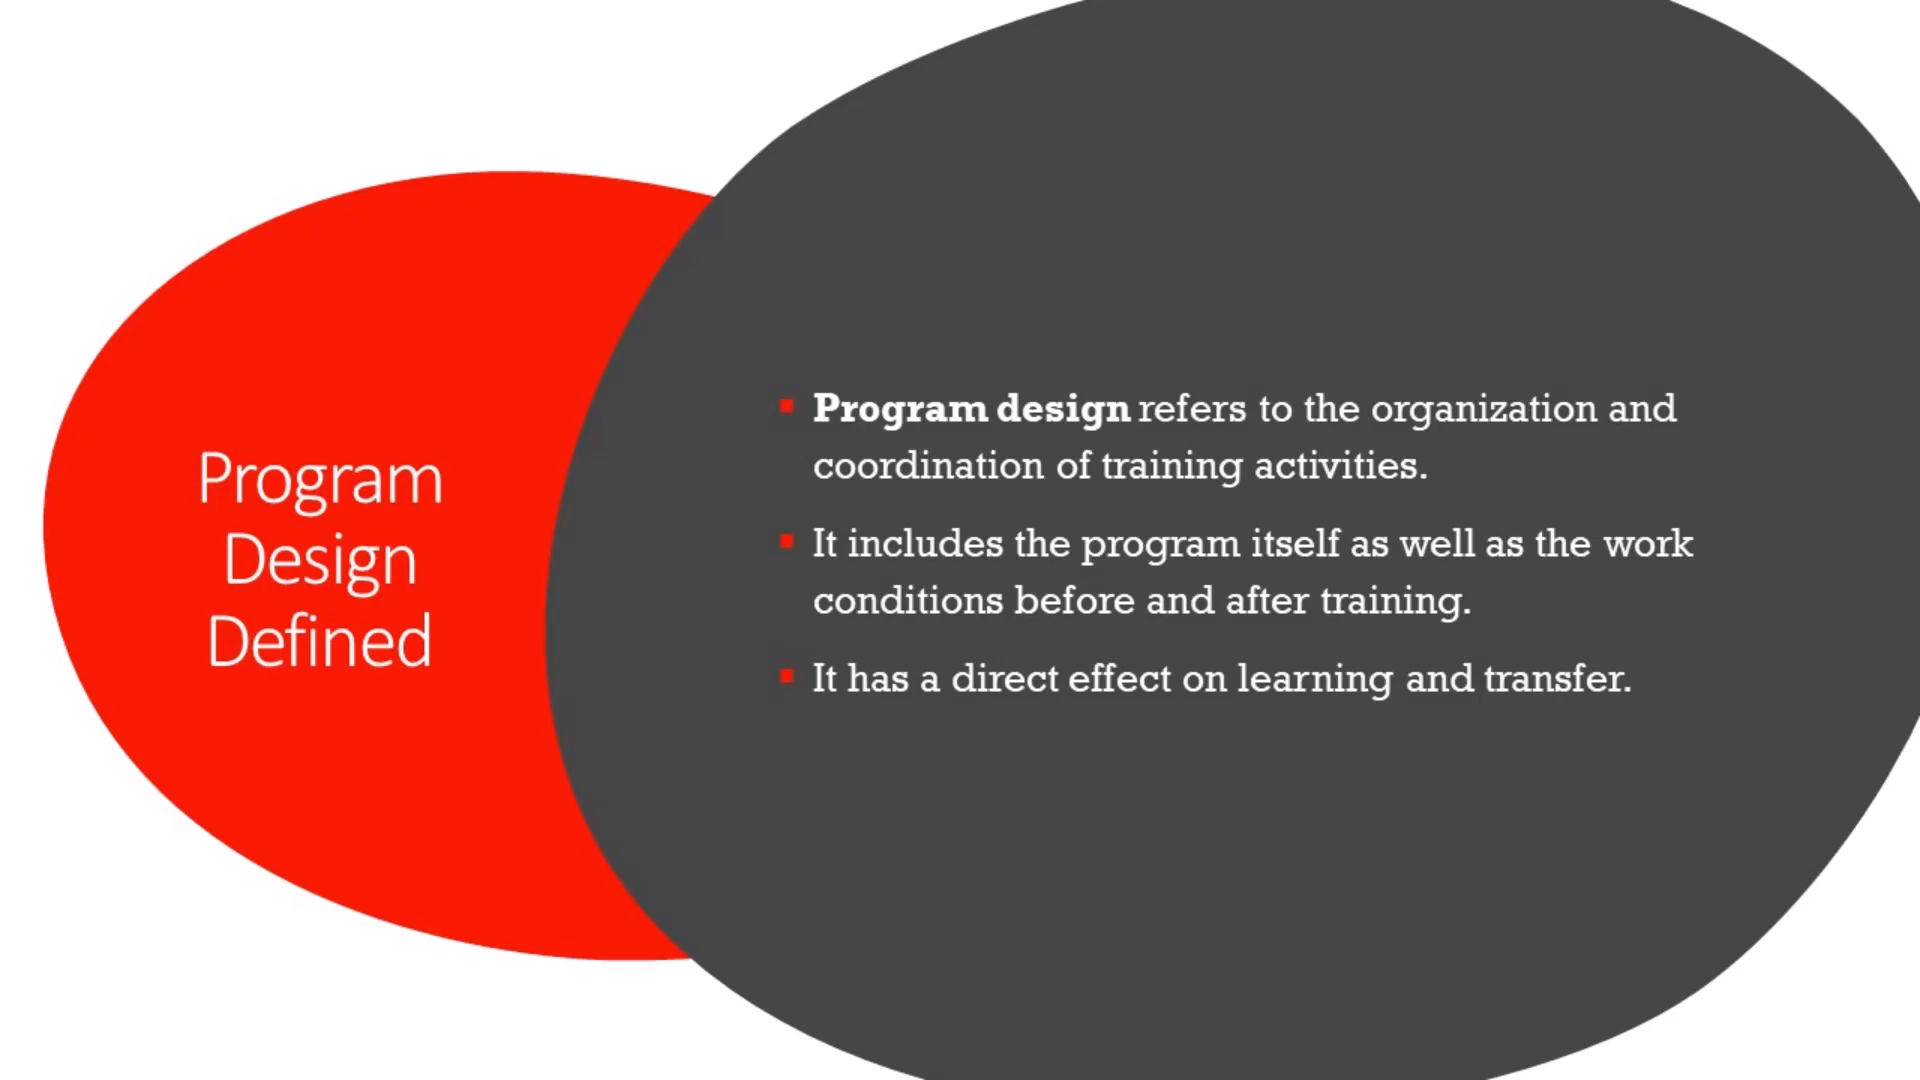 Program
Design
Defined
Program design refers to the organization and
coordination of training activities.
It includes the program itself as well as the work
conditions before and after training.
It has a direct effect on learning and transfer.